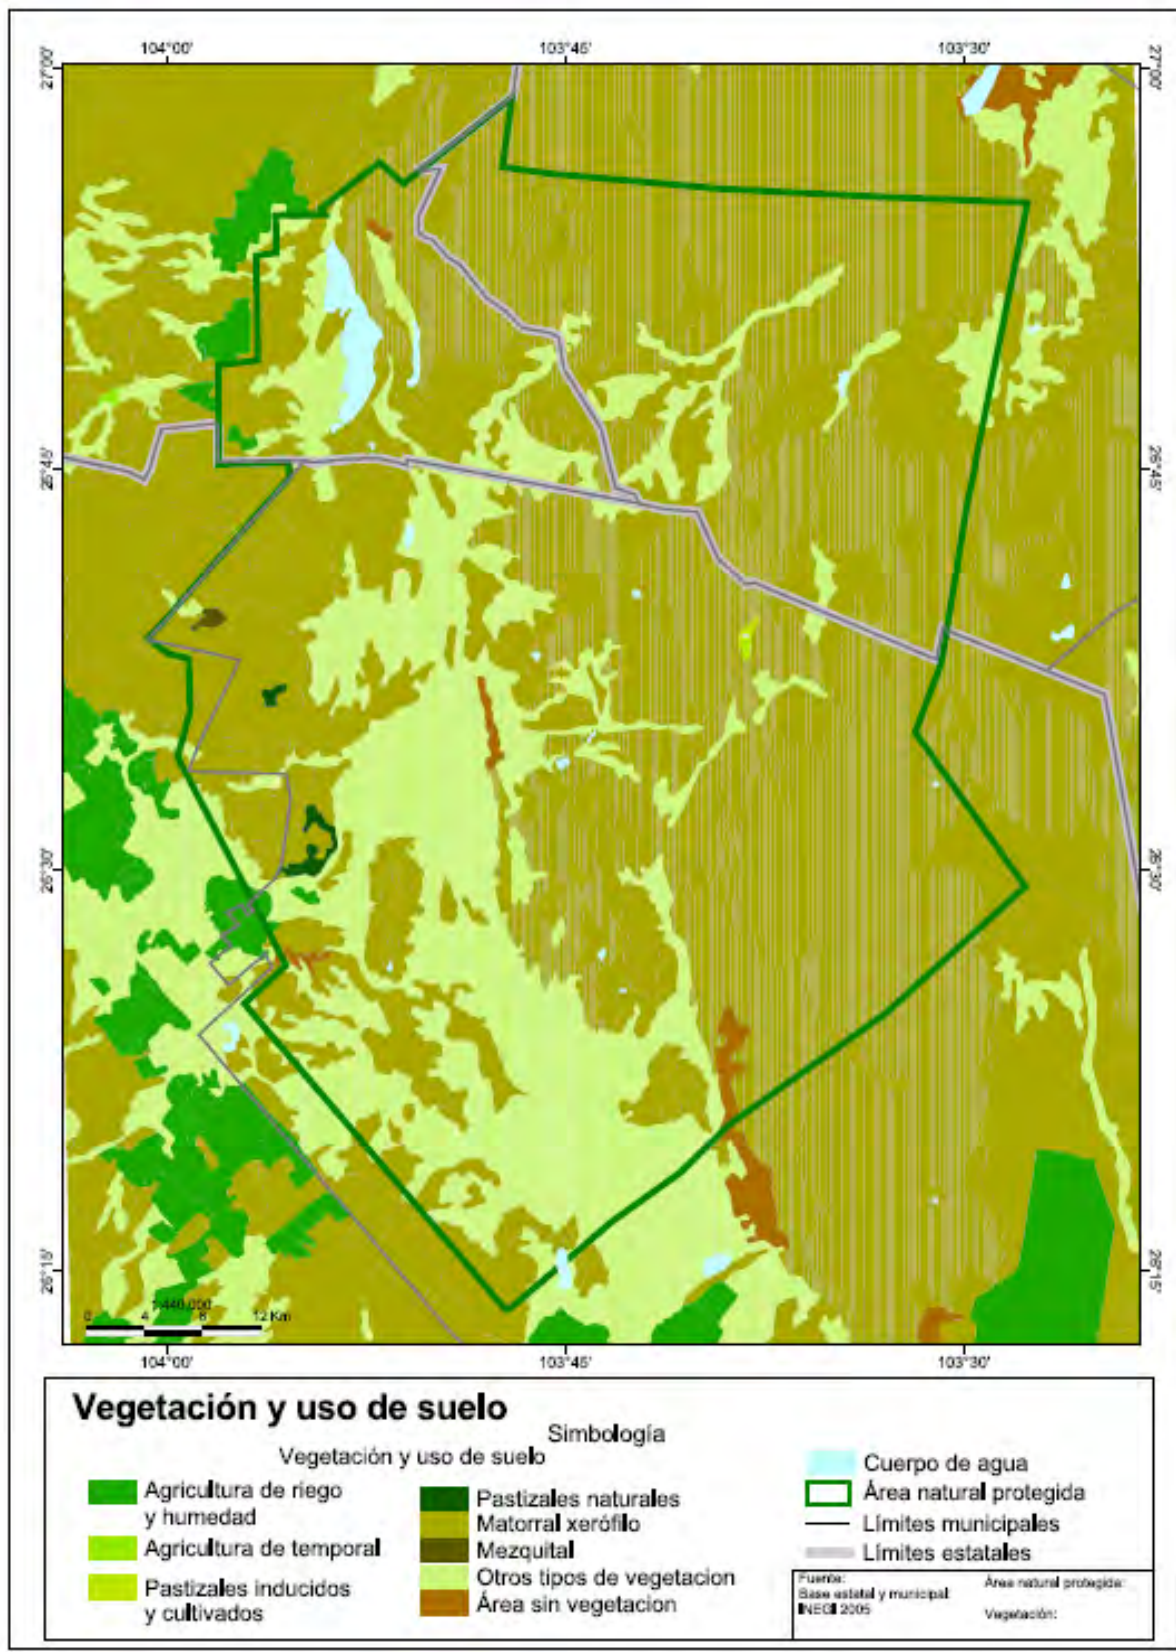 104°00' 103°45' 103°30'
27°00' 27°00'
26°45' 26°45'
26°30' 26°30'
26°15' 26°15'
1:440,000
0 4 8 12 Km
104°00' 103°45' 103°30'
Vegetación y uso de suelo
Simbología
Vegetación y uso de suelo
Agricultura de riego
y humedad
Agricultura de temporal
Pastizales inducidos
y cultivados
Pastizales naturales
Matorral xerófilo
Mezquital
Otros tipos de vegetacion
Área sin vegetacion
Cuerpo de agua
Área natural protegida
Límites municipales
Límites estatales
Fuente:
Base estatal y municipal:
INEGI 2005
Área natural protegida:
Vegetación: